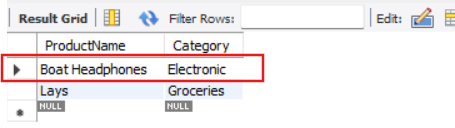 Result Grid Filter Rows: Edit:
ProductName Category
Boat Headphones Electronic
Lays Groceries
NULL NULL